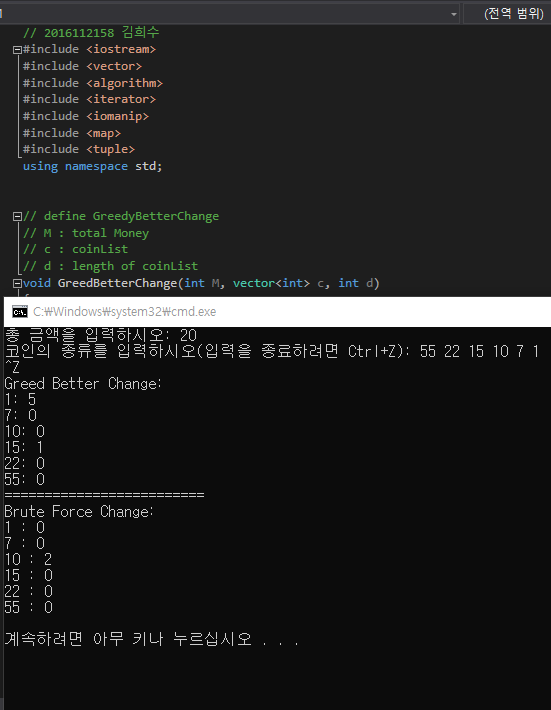 (전역 범위)
// 2016112158 김희수
#include <iostream>
#include <vector>
#include <algorithm>
#include <iterator>
#include <iomanip>
#include <map>
#include <tuple>
using namespace std;
// define GreedyBetterChange
// M : total Money
// c : coinList
// d : length of coinList
void GreedBetterChange(int M, vector<int> c, int d)
C:\Windows\system32\cmd.exe
총 금액을 입력하시오: 20
코인의 종류를 입력하시오(입력을 종료하려면 Ctrl+Z): 55 22 15 10 7 1
^Z
Greed Better Change:
1: 5
7: 0
10: 0
15: 1
22: 0
55: 0
=========================
Brute Force Change:
1 : 0
7 : 0
10 : 2
15 : 0
22 : 0
55 : 0
계속하려면 아무 키나 누르십시오 . . .